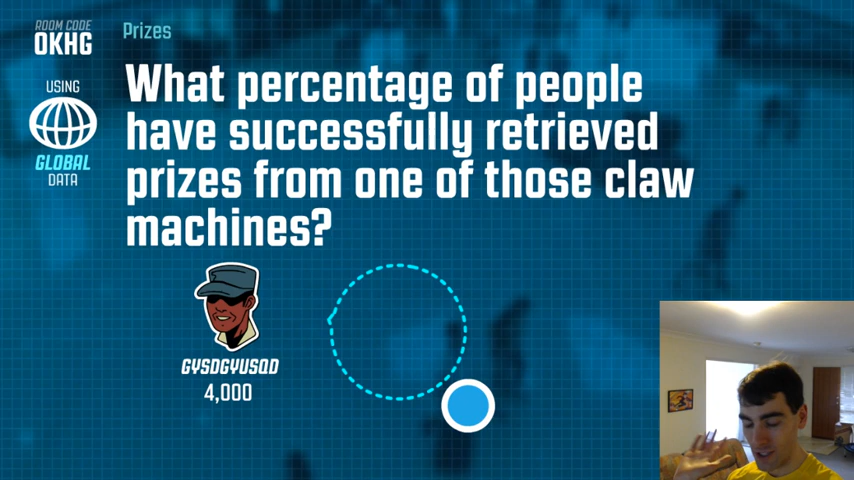 ROOM CODE
OKHG
Prizes
USING
GLOBAL
DATA
What percentage of people
have successfully retrieved
prizes from one of those claw
machines?
GYSDGYUSQD
4,000